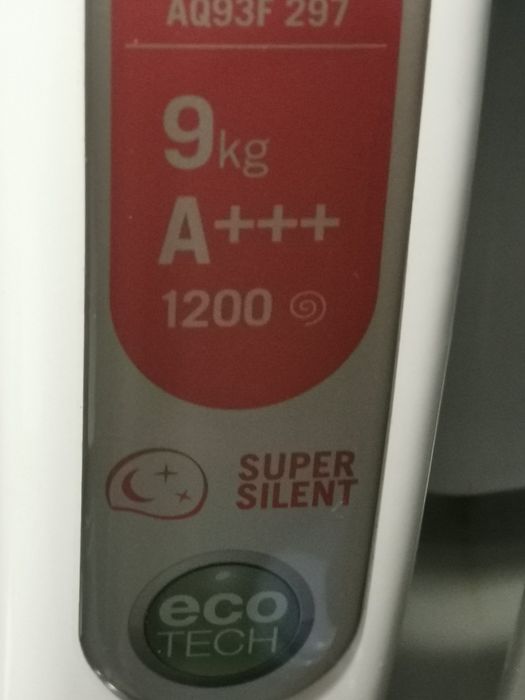 AQ93F 297
9kg
A+++
1200
SUPER
SILENT
eco
TECH